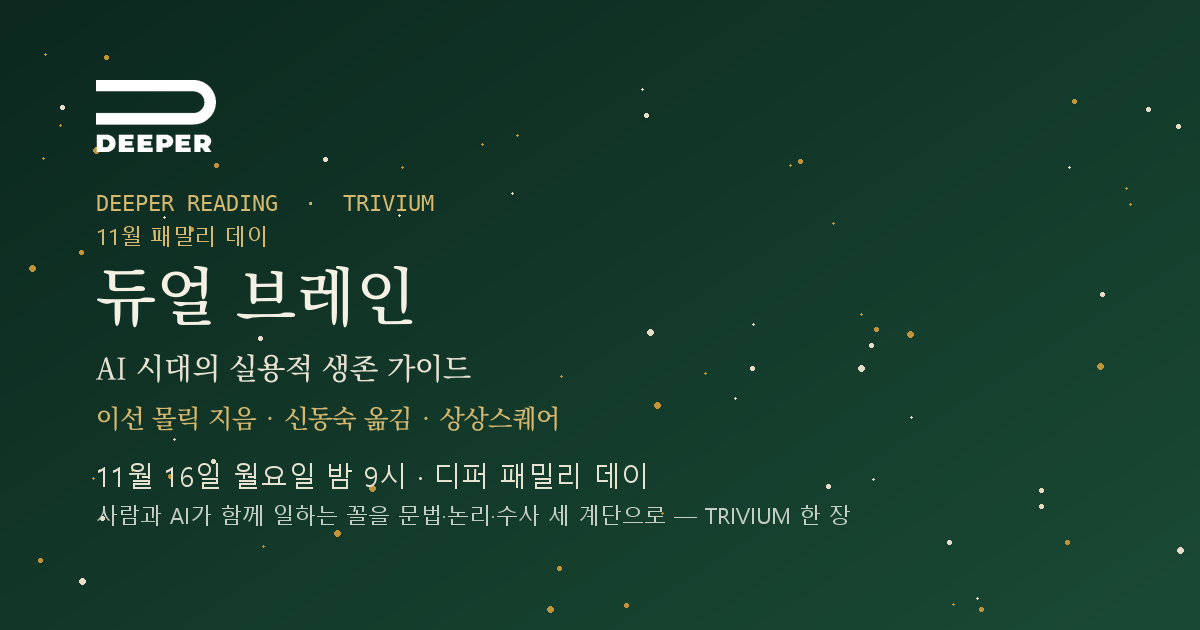 DEEPER
DEEPER READING · TRIVIUM
11월 패밀리 데이
듀얼 브레인
AI 시대의 실용적 생존 가이드
이선 몰릭 지음 · 신동숙 옮김 · 상상스퀘어
11월 16일 월요일 밤 9시 · 디퍼 패밀리 데이
사람과 AI가 함께 일하는 꼴을 문법·논리·수사 세 계단으로 — TRIVIUM 한 장